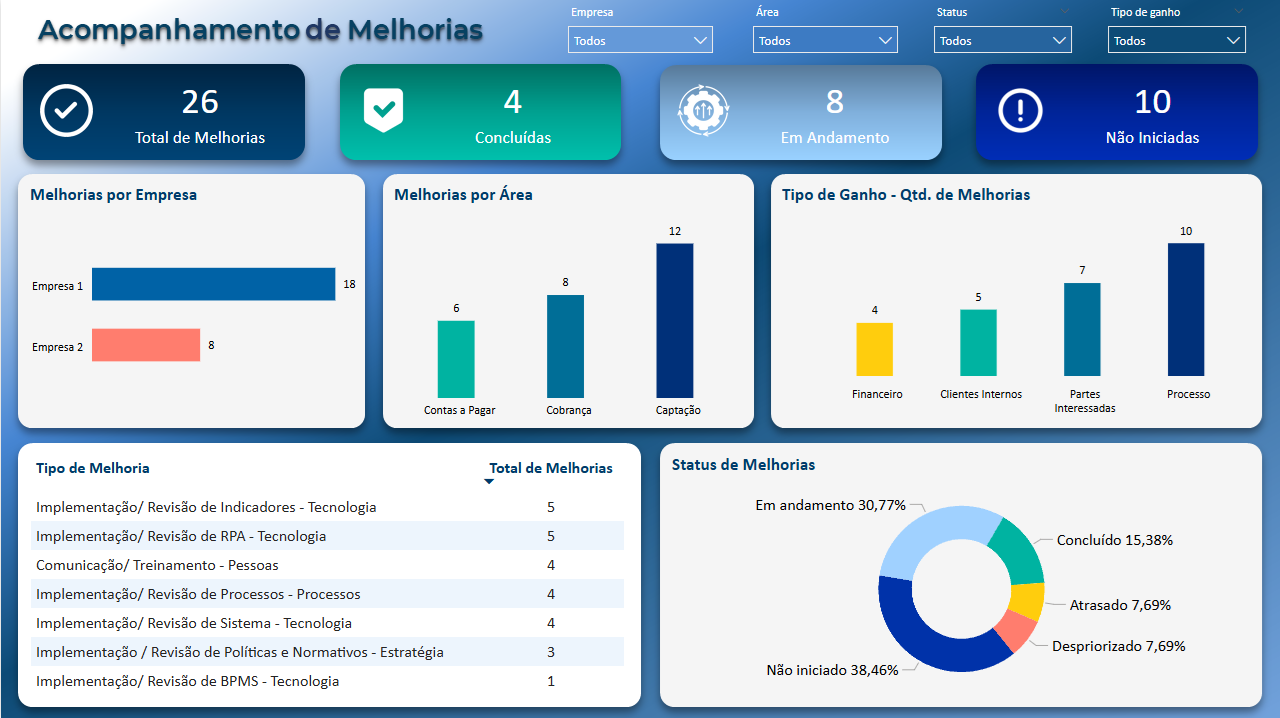 Acompanhamento de Melhorias
Empresa
Todos
Área
Todos
Status
Todos
Tipo de ganho
Todos
26
Total de Melhorias
4
Concluídas
8
Em Andamento
10
Não Iniciadas
Melhorias por Empresa
Empresa 1
18
Empresa 2
8
Melhorias por Área
6
8
12
Contas a Pagar
Cobrança
Captação
Tipo de Ganho - Qtd. de Melhorias
4
5
7
10
Financeiro
Clientes Internos
Partes
Interessadas
Processo
Tipo de Melhoria Total de Melhorias
Implementação/ Revisão de Indicadores - Tecnologia 5
Implementação/ Revisão de RPA - Tecnologia 5
Comunicação/ Treinamento - Pessoas 4
Implementação/ Revisão de Processos - Processos 4
Implementação/ Revisão de Sistema - Tecnologia 4
Implementação / Revisão de Políticas e Normativos - Estratégia 3
Implementação/ Revisão de BPMS - Tecnologia 1
Status de Melhorias
Em andamento 30,77%
Concluído 15,38%
Atrasado 7,69%
Despriorizado 7,69%
Não iniciado 38,46%